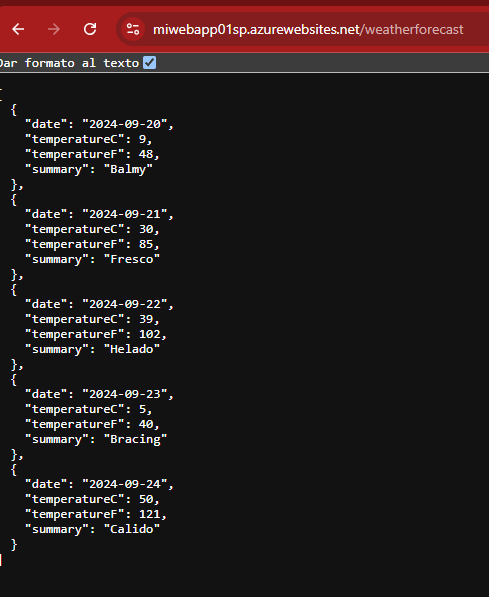 miwebapp01sp.azurewebsites.net/weatherforecast
Dar formato al texto
[
  {
    "date": "2024-09-20",
    "temperatureC": 9,
    "temperatureF": 48,
    "summary": "Balmy"
  },
  {
    "date": "2024-09-21",
    "temperatureC": 30,
    "temperatureF": 85,
    "summary": "Fresco"
  },
  {
    "date": "2024-09-22",
    "temperatureC": 39,
    "temperatureF": 102,
    "summary": "Helado"
  },
  {
    "date": "2024-09-23",
    "temperatureC": 5,
    "temperatureF": 40,
    "summary": "Bracing"
  },
  {
    "date": "2024-09-24",
    "temperatureC": 50,
    "temperatureF": 121,
    "summary": "Calido"
  }
]